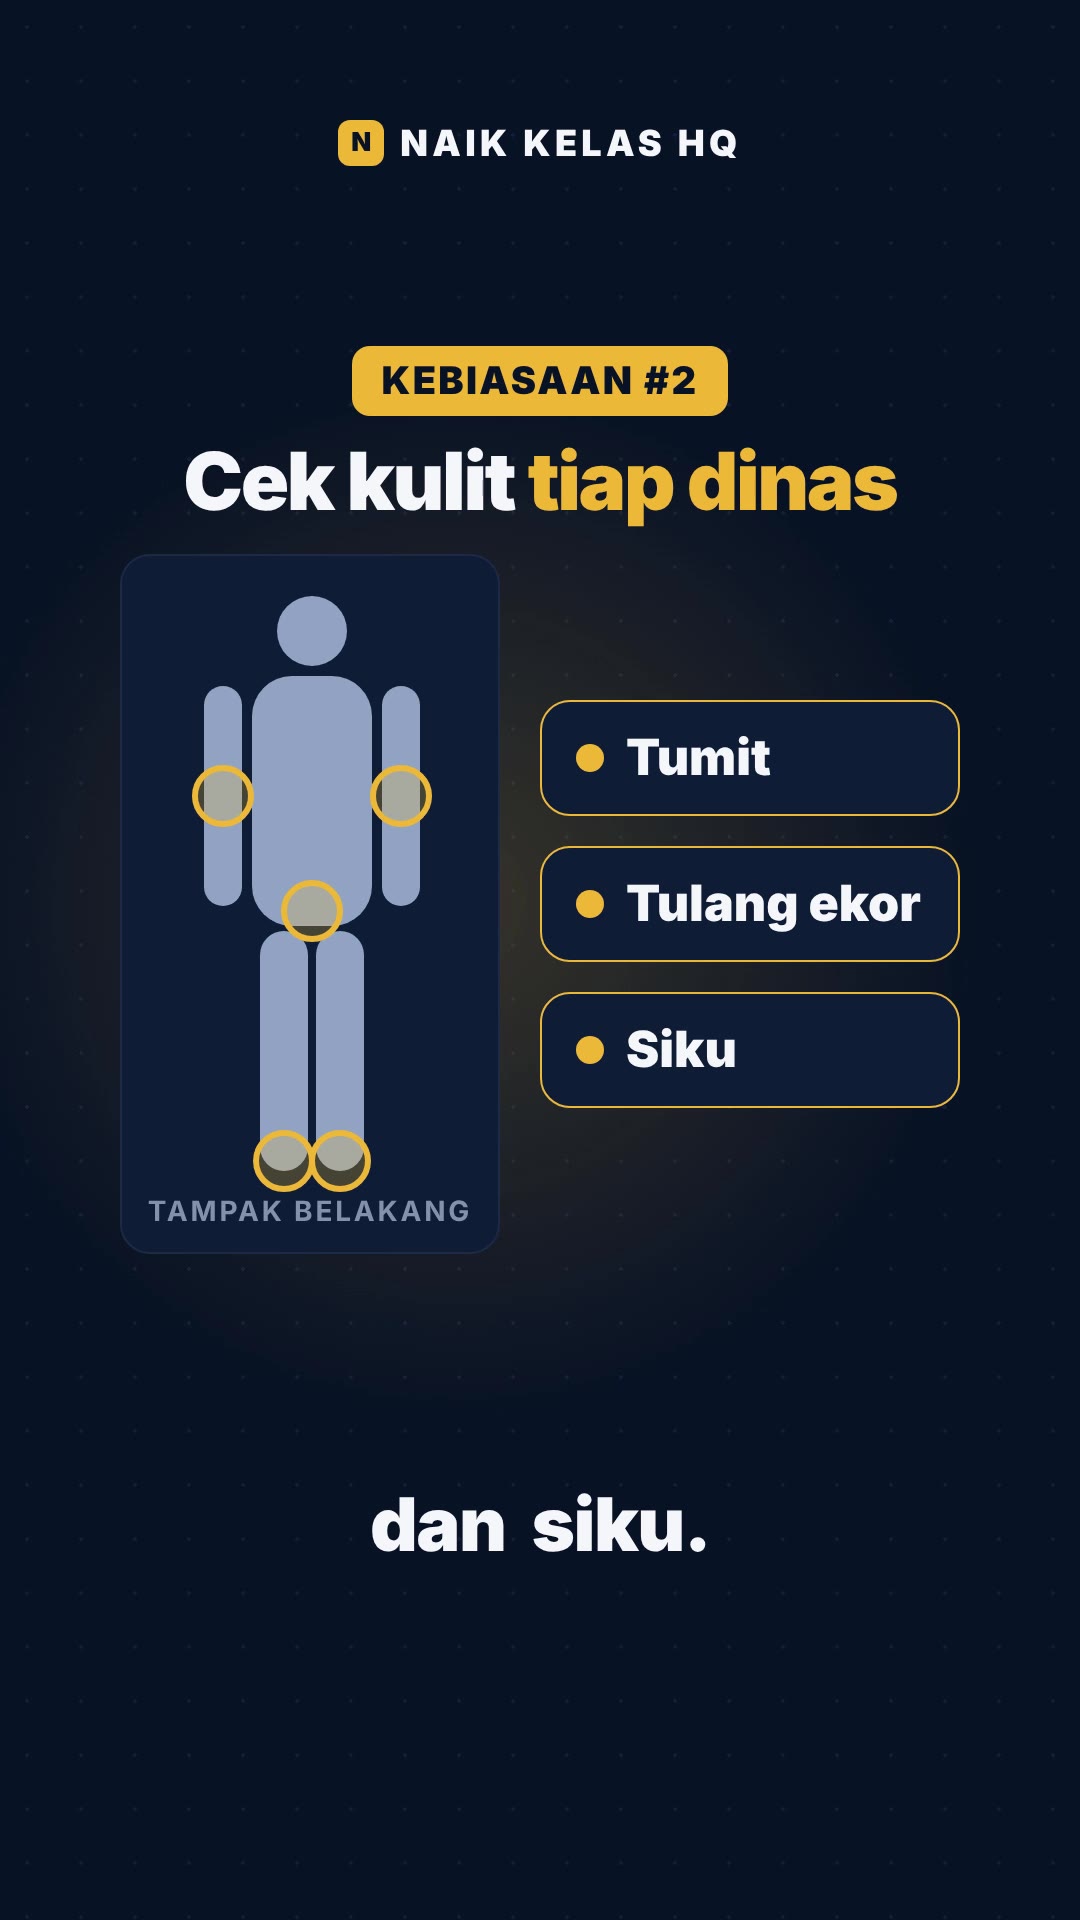 N NAIK KELAS HQ
KEBIASAAN #2
Cek kulit tiap dinas
Tumit
Tulang ekor
Siku
TAMPAK BELAKANG
dan siku.